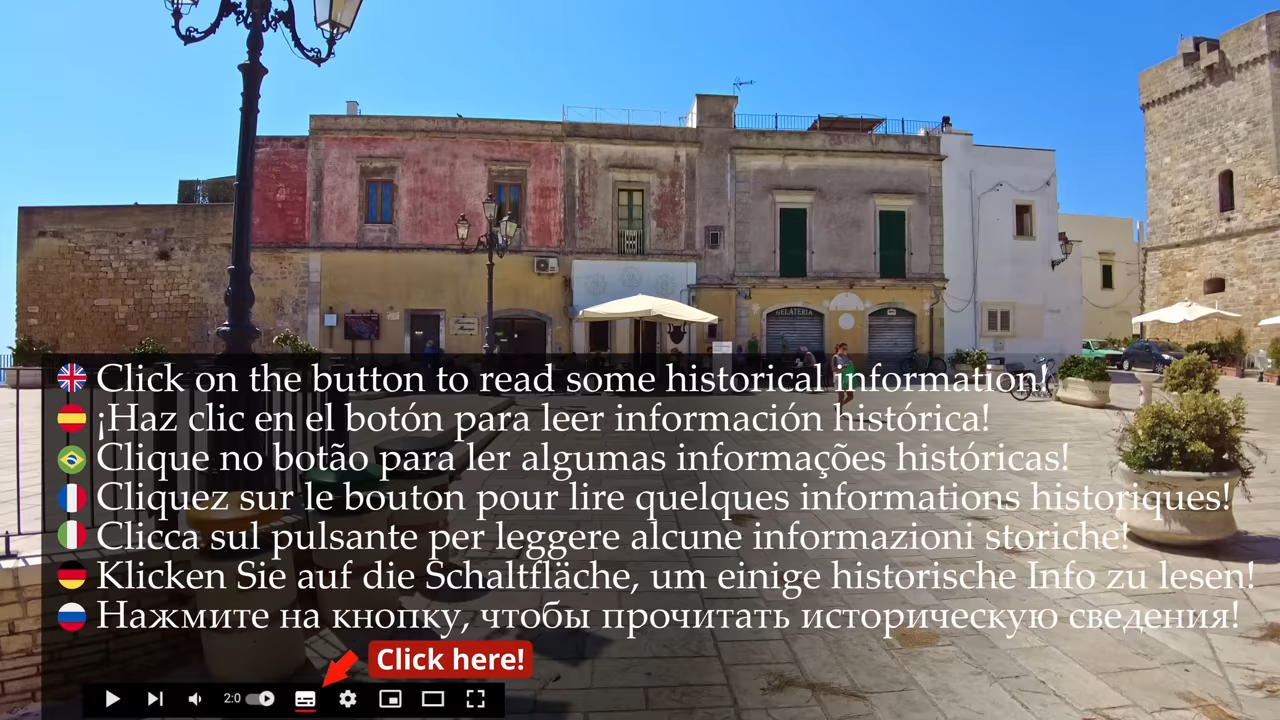 GELATERIA
Click on the button to read some historical information!
¡Haz clic en el botón para leer información histórica!
Clique no botão para ler algumas informações históricas!
Cliquez sur le bouton pour lire quelques informations historiques!
Clicca sul pulsante per leggere alcune informazioni storiche!
Klicken Sie auf die Schaltfläche, um einige historische Info zu lesen!
Нажмите на кнопку, чтобы прочитать историческую сведения!
Click here!
2:0